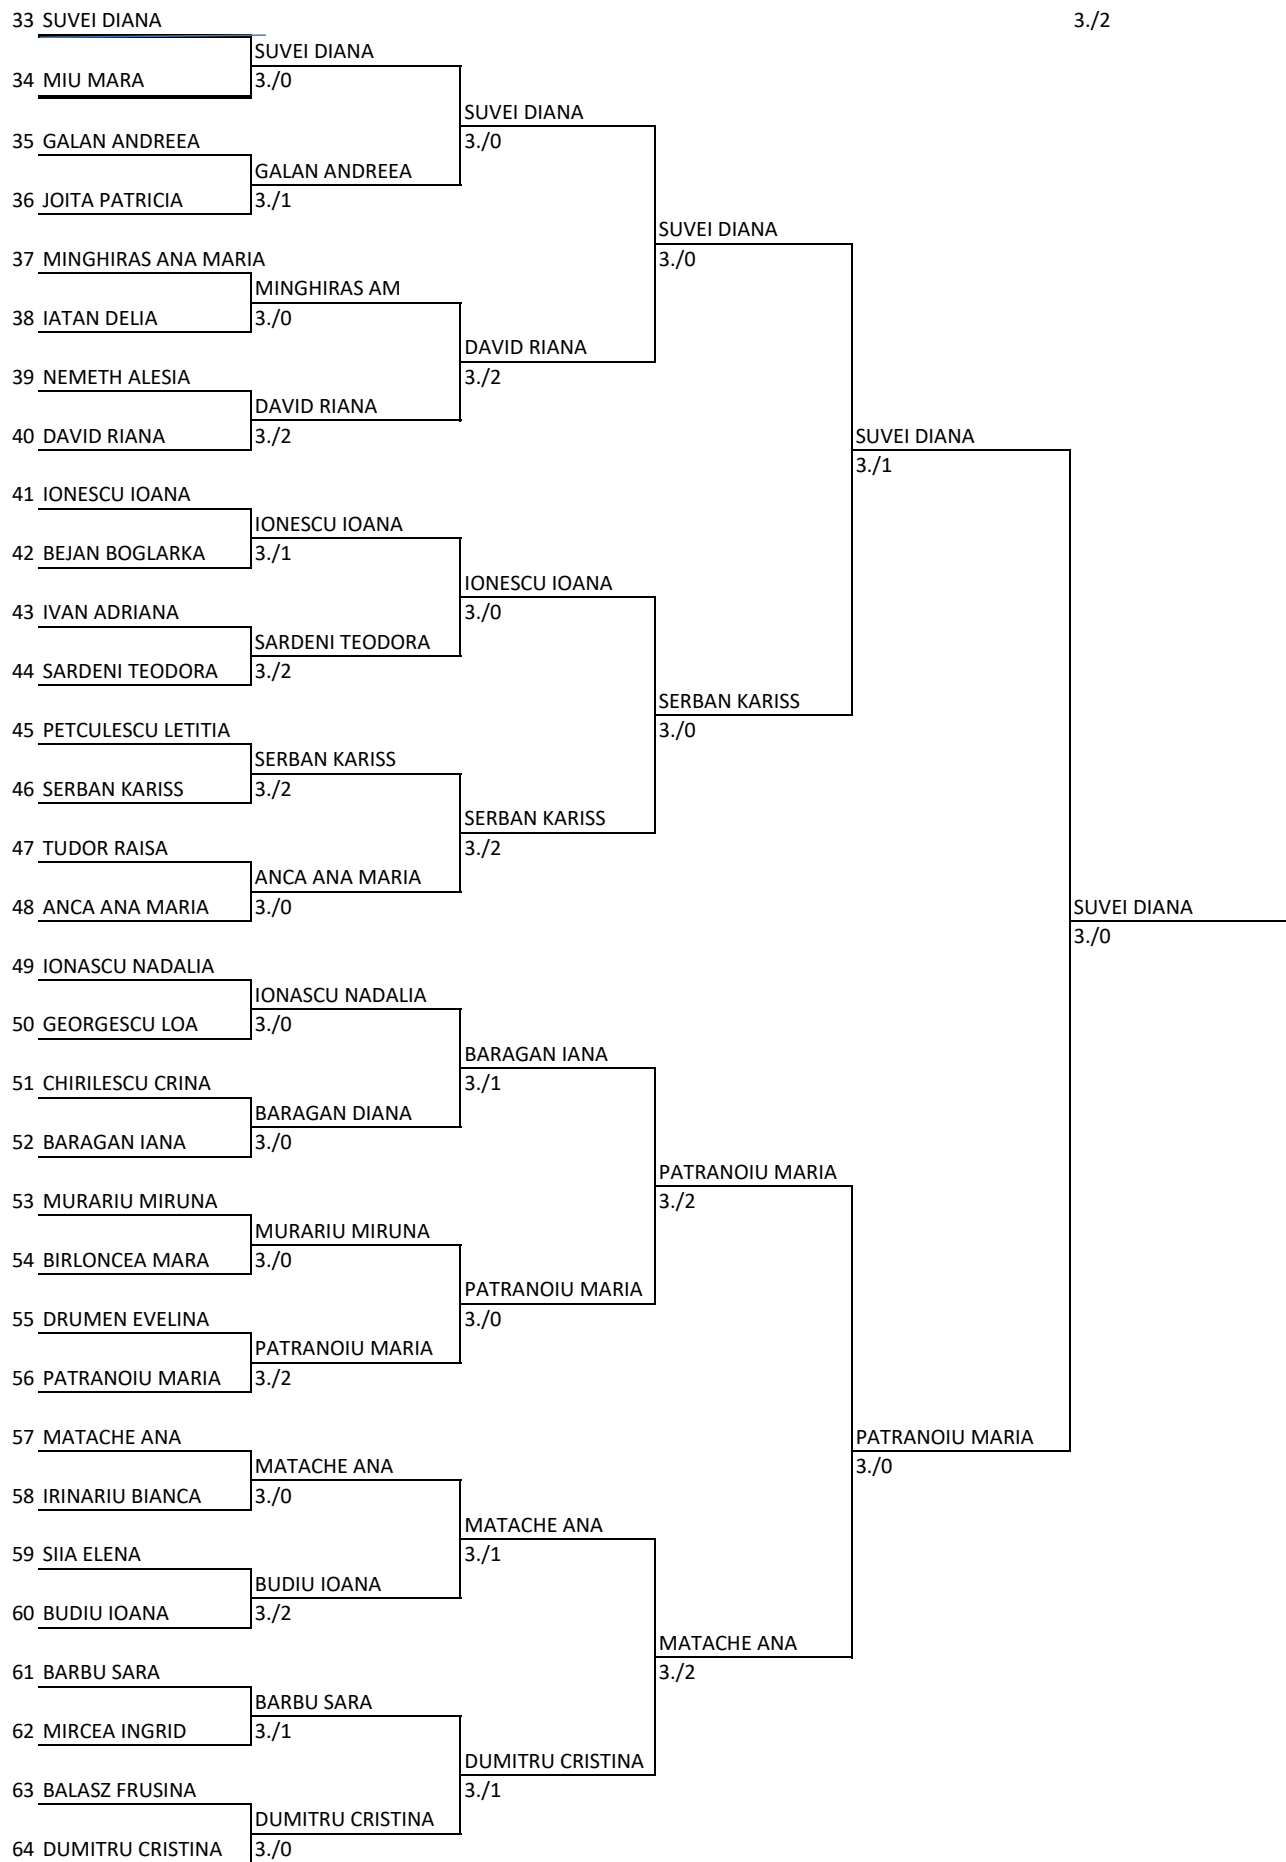 33 SUVEI DIANA 3./2
SUVEI DIANA
34 MIU MARA 3./0
SUVEI DIANA
35 GALAN ANDREEA 3./0
GALAN ANDREEA
36 JOITA PATRICIA 3./1
SUVEI DIANA
37 MINGHIRAS ANA MARIA 3./0
MINGHIRAS AM
38 IATAN DELIA 3./0
DAVID RIANA
39 NEMETH ALESIA 3./2
DAVID RIANA
40 DAVID RIANA 3./2 SUVEI DIANA
3./1
41 IONESCU IOANA
IONESCU IOANA
42 BEJAN BOGLARKA 3./1
IONESCU IOANA
43 IVAN ADRIANA 3./0
SARDENI TEODORA
44 SARDENI TEODORA 3./2
SERBAN KARISS
45 PETCULESCU LETITIA 3./0
SERBAN KARISS
46 SERBAN KARISS 3./2
SERBAN KARISS
47 TUDOR RAISA 3./2
ANCA ANA MARIA
48 ANCA ANA MARIA 3./0 SUVEI DIANA
3./0
49 IONASCU NADALIA
IONASCU NADALIA
50 GEORGESCU LOA 3./0
BARAGAN IANA
51 CHIRILESCU CRINA 3./1
BARAGAN DIANA
52 BARAGAN IANA 3./0
PATRANOIU MARIA
53 MURARIU MIRUNA 3./2
MURARIU MIRUNA
54 BIRLONCEA MARA 3./0
PATRANOIU MARIA
55 DRUMEN EVELINA 3./0
PATRANOIU MARIA
56 PATRANOIU MARIA 3./2
57 MATACHE ANA PATRANOIU MARIA
MATACHE ANA 3./0
58 IRINARIU BIANCA 3./0
MATACHE ANA
59 SIIA ELENA 3./1
BUDIU IOANA
60 BUDIU IOANA 3./2
MATACHE ANA
61 BARBU SARA 3./2
BARBU SARA
62 MIRCEA INGRID 3./1
DUMITRU CRISTINA
63 BALASZ FRUSINA 3./1
DUMITRU CRISTINA
64 DUMITRU CRISTINA 3./0